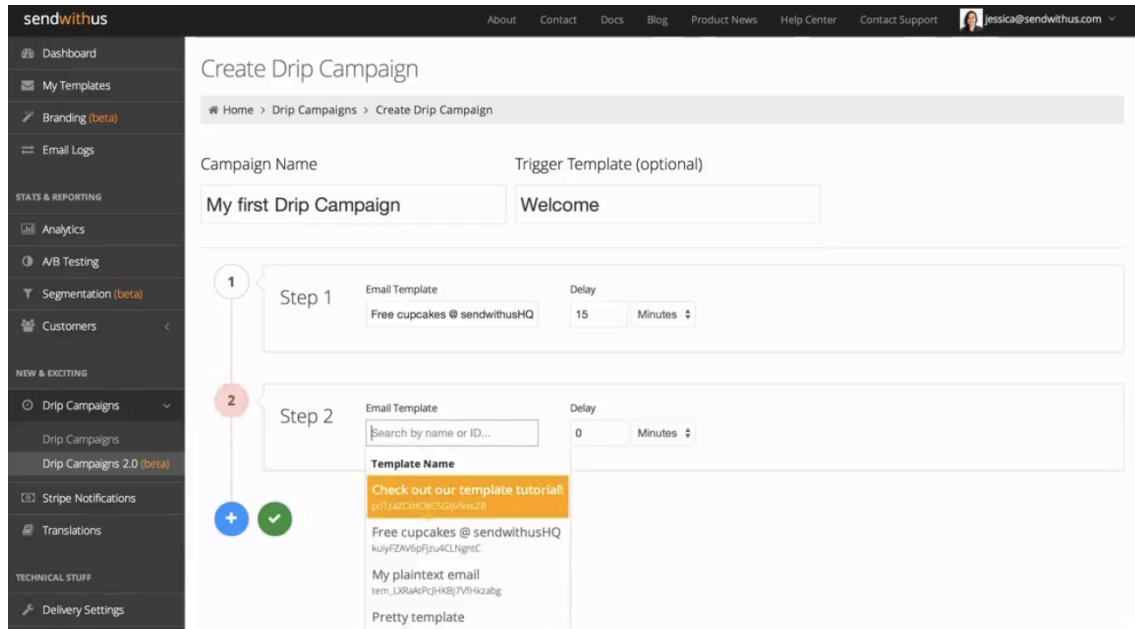 sendwithus
About Contact Docs Blog Product News Help Center Contact Support jessica@sendwithus.com
Dashboard
My Templates
Branding (beta)
Email Logs
STATS & REPORTING
Analytics
A/B Testing
Segmentation (beta)
Customers
NEW & EXCITING
Drip Campaigns
Drip Campaigns
Drip Campaigns 2.0 (beta)
Stripe Notifications
Translations
TECHNICAL STUFF
Delivery Settings
Create Drip Campaign
Home > Drip Campaigns > Create Drip Campaign
Campaign Name Trigger Template (optional)
My first Drip Campaign Welcome
1
Step 1
Email Template Delay
Free cupcakes @ sendwithusHQ 15 Minutes
2
Step 2
Email Template Delay
Search by name or ID... 0 Minutes
Template Name
Check out our template tutorial!
Free cupcakes @ sendwithusHQ
My plaintext email
Pretty template